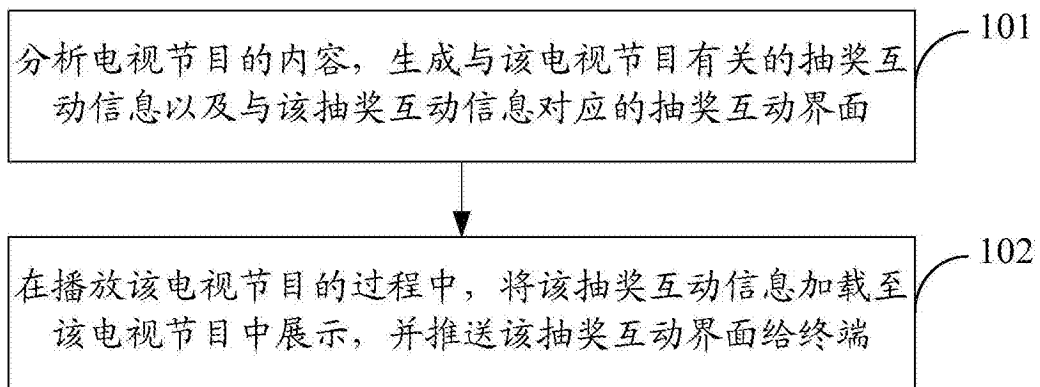 分析电视节目的内容，生成与该电视节目有关的抽奖互
动信息以及与该抽奖互动信息对应的抽奖互动界面
101
在播放该电视节目的过程中，将该抽奖互动信息加载至
该电视节目中展示，并推送该抽奖互动界面给终端
102